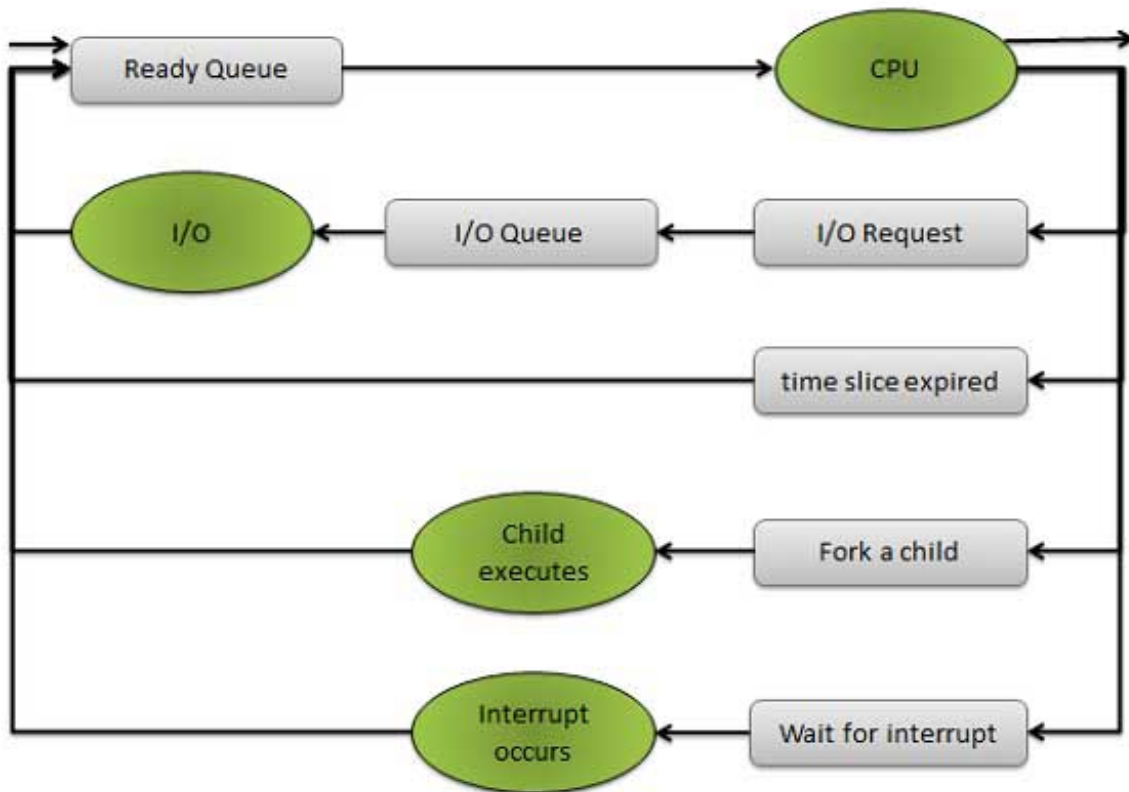 Ready Queue
CPU
I/O
I/O Queue
I/O Request
time slice expired
Child
executes
Fork a child
Interrupt
occurs
Wait for interrupt